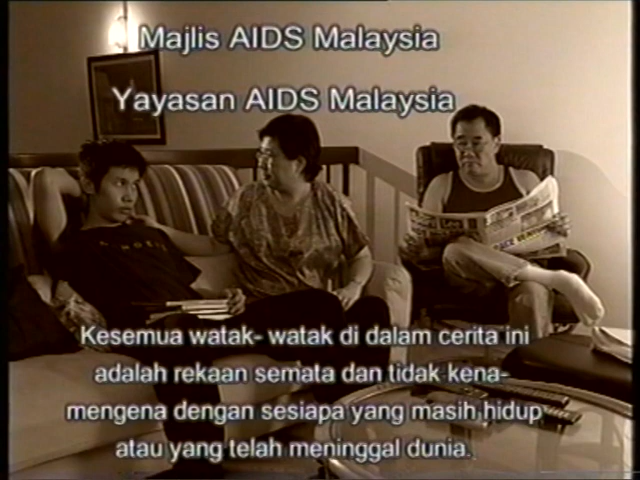 Majlis AIDS Malaysia
Yayasan AIDS Malaysia
Kesemua watak- watak di dalam cerita ini
adalah rekaan semata dan tidak kena-
mengena dengan sesiapa yang masih hidup
atau yang telah meninggal dunia.